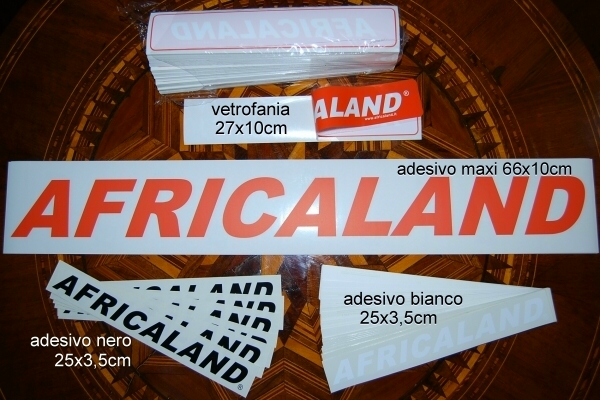 AFRICALAND
vetrofania
27x10cm
ALAND®
adesivo maxi 66x10cm
AFRICALAND
AFRICALAND
adesivo nero
25x3,5cm
adesivo bianco
25x3,5cm
AFRICALAND